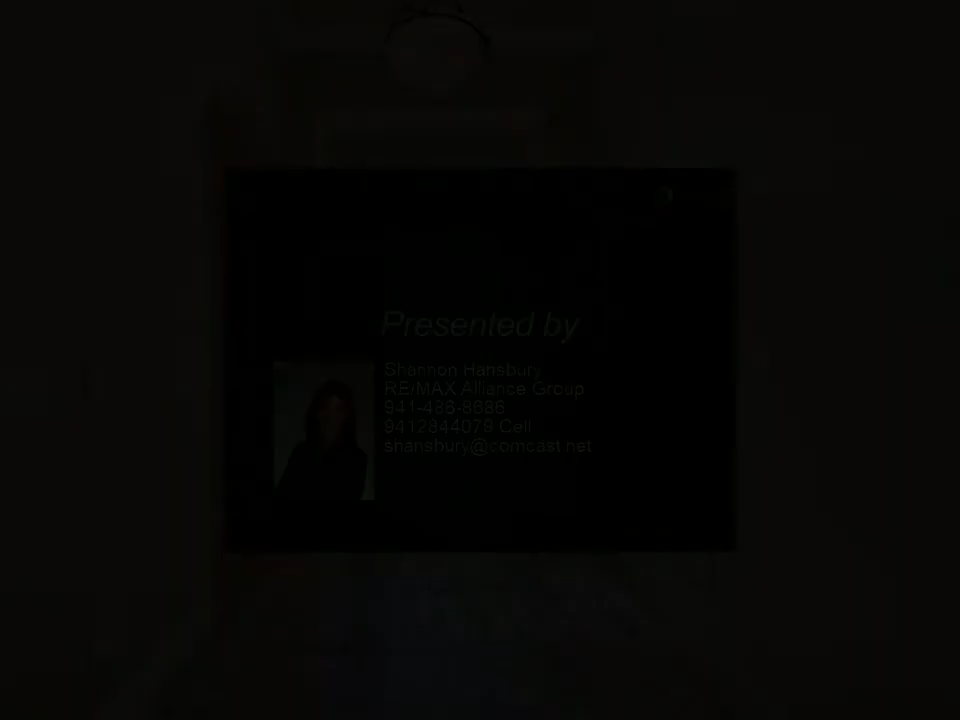 Presented by
Shannon Hansbury
RE/MAX Alliance Group
941-486-8686
9412844079 Cell
shansbury@comcast.net